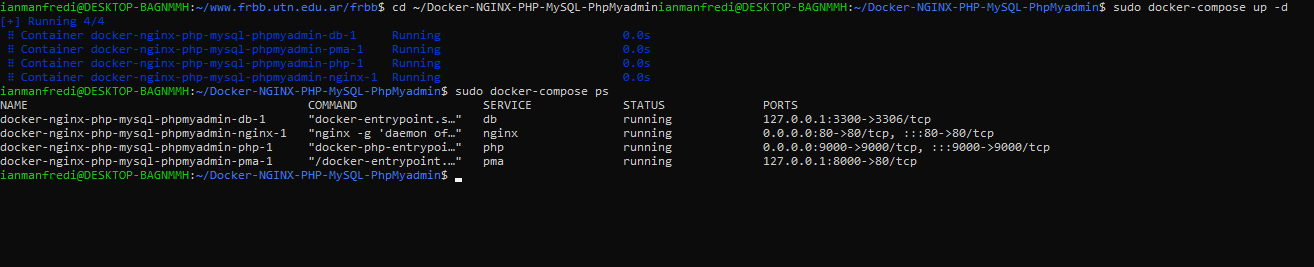 ianmanfredi@DESKTOP-BAGNMMH:~/www.frbb.utn.edu.ar/frbb$ cd ~/Docker-NGINX-PHP-MySQL-PhpMyadminianmanfredi@DESKTOP-BAGNMMH:~/Docker-NGINX-PHP-MySQL-PhpMyadmin$ sudo docker-compose up -d
[+] Running 4/4
⠿ Container docker-nginx-php-mysql-phpmyadmin-db-1     Running     0.0s
⠿ Container docker-nginx-php-mysql-phpmyadmin-pma-1    Running     0.0s
⠿ Container docker-nginx-php-mysql-phpmyadmin-php-1    Running     0.0s
⠿ Container docker-nginx-php-mysql-phpmyadmin-nginx-1  Running     0.0s
ianmanfredi@DESKTOP-BAGNMMH:~/Docker-NGINX-PHP-MySQL-PhpMyadmin$ sudo docker-compose ps
NAME                                        COMMAND                  SERVICE             STATUS              PORTS
docker-nginx-php-mysql-phpmyadmin-db-1      "docker-entrypoint.s…"   db                  running             127.0.0.1:3300->3306/tcp
docker-nginx-php-mysql-phpmyadmin-nginx-1   "nginx -g 'daemon of…"   nginx               running             0.0.0.0:80->80/tcp, :::80->80/tcp
docker-nginx-php-mysql-phpmyadmin-php-1     "docker-php-entrypoi…"   php                 running             0.0.0.0:9000->9000/tcp, :::9000->9000/tcp
docker-nginx-php-mysql-phpmyadmin-pma-1     "/docker-entrypoint.…"   pma                 running             127.0.0.1:8000->80/tcp
ianmanfredi@DESKTOP-BAGNMMH:~/Docker-NGINX-PHP-MySQL-PhpMyadmin$